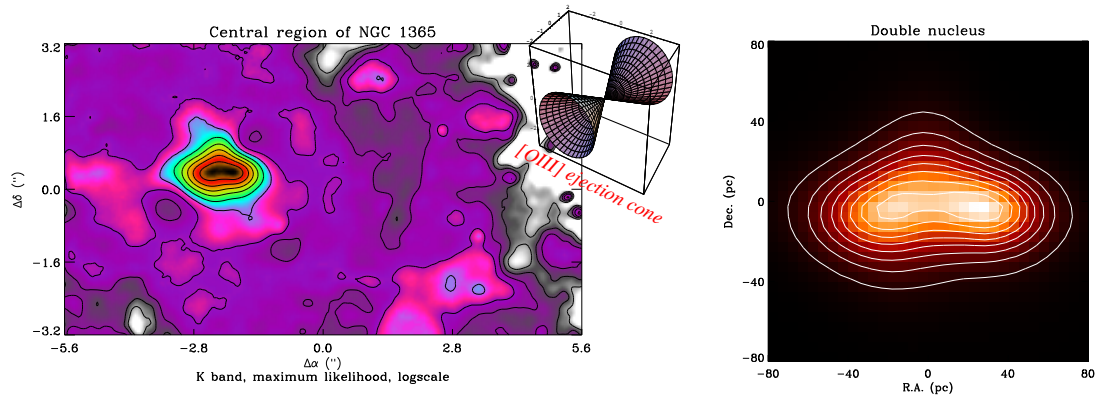 Central region of NGC 1365
3.2
1.6
0.0
−1.6
−3.2
Δδ ('')
−5.6 −2.8 0.0 2.8 5.6
Δα ('')
K band, maximum likelihood, logscale
[OIII] ejection cone
Double nucleus
80
40
0
−40
−80
Dec. (pc)
−80 −40 0 40 80
R.A. (pc)